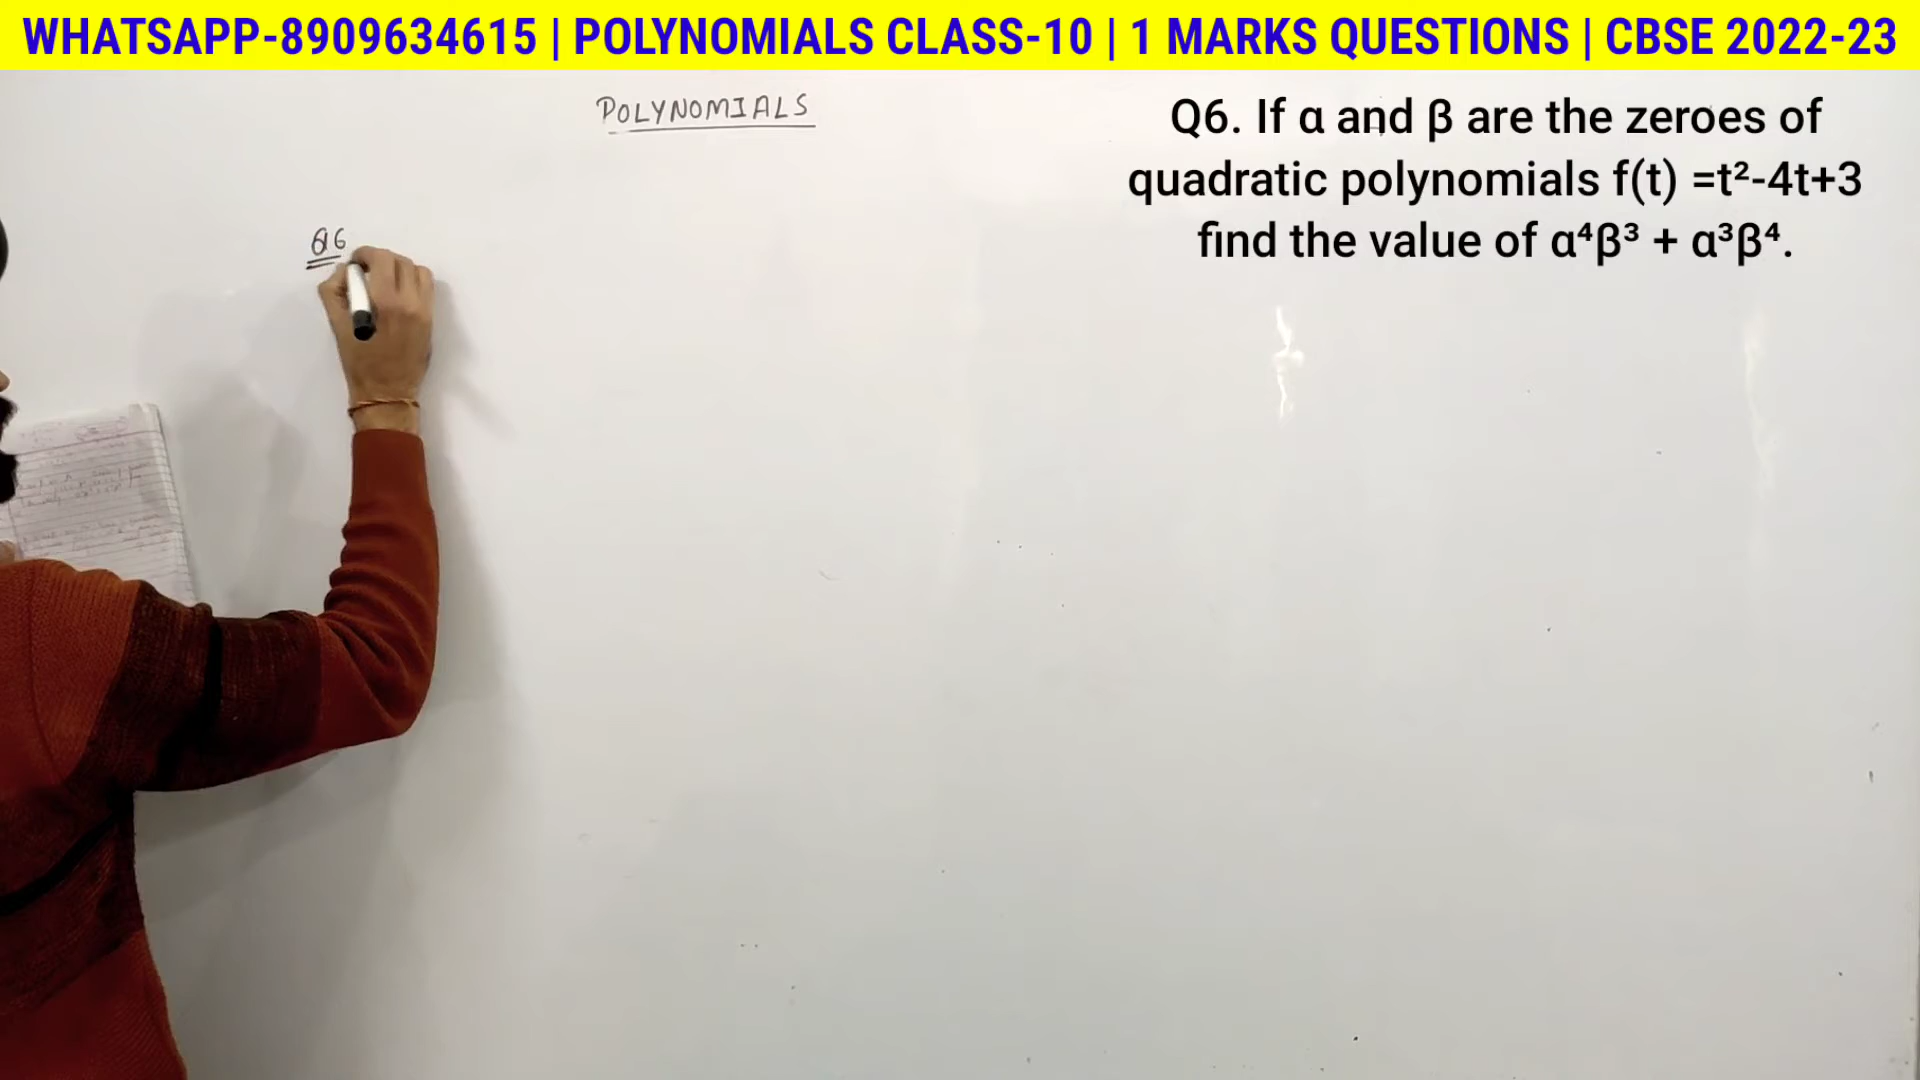 WHATSAPP-8909634615 | POLYNOMIALS CLASS-10 | 1 MARKS QUESTIONS | CBSE 2022-23
POLYNOMIALS
Q6. If α and β are the zeroes of
quadratic polynomials f(t) =t²-4t+3
find the value of α⁴β³ + α³β⁴.
Q6